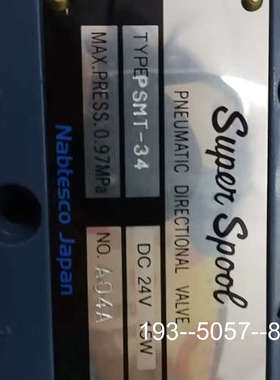 Super Spool
PNEUMATIC DIRECTIONAL VALVE
TYPE PSMT-34 DC 24V
MAX.PRESS. 0.97MPa NO. A04A
Nabtesco Japan
193--5057--8